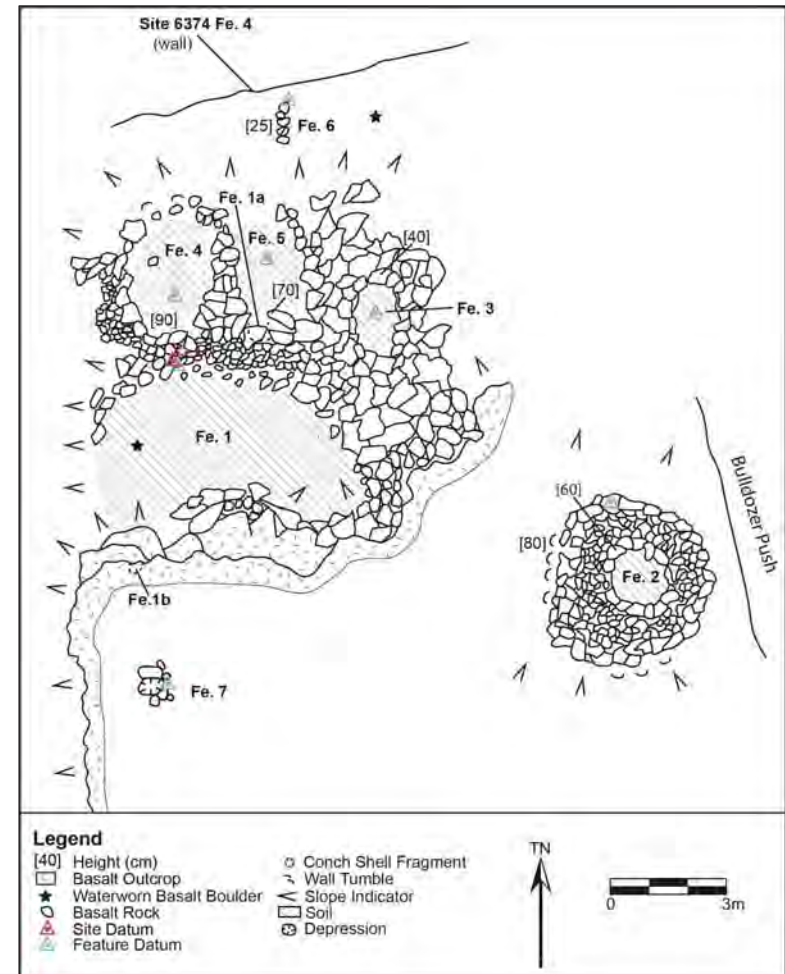 Site 6374 Fe. 4
(wall)
[25] Fe. 6
Fe. 1a
Fe. 4
Fe. 5
[40]
[70]
Fe. 3
[90]
Fe. 1
[60]
[80]
Fe. 2
Bulldozer Push
Fe.1b
Fe. 7
Legend
[40] Height (cm)
Basalt Outcrop
Waterworn Basalt Boulder
Basalt Rock
Site Datum
Feature Datum
Conch Shell Fragment
Wall Tumble
Slope Indicator
Soil
Depression
TN
0 3m